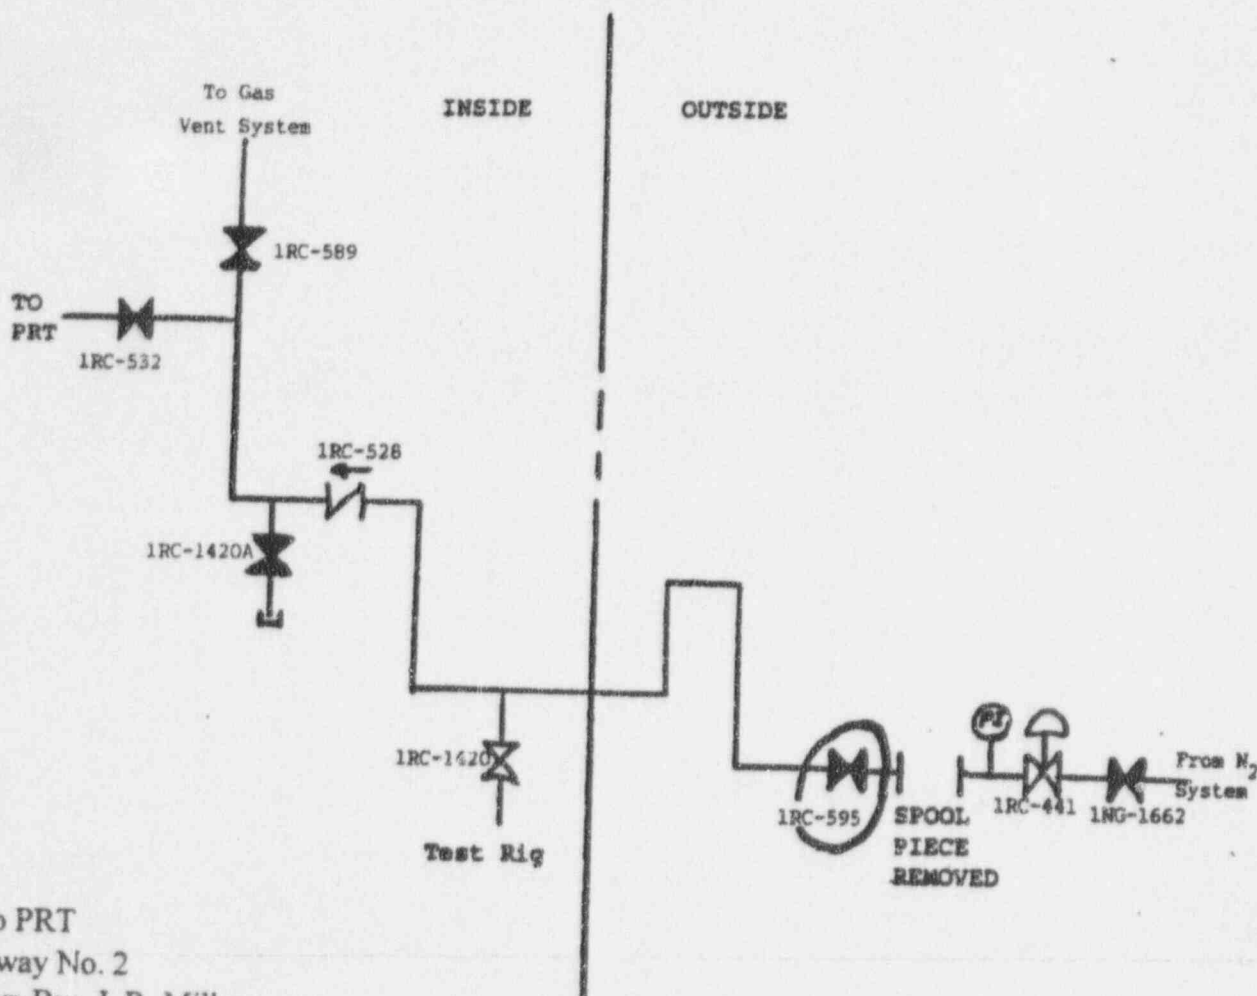 To Gas
Vent System
INSIDE
OUTSIDE
1RC-589
TO
PRT
1RC-532
1RC-528
1RC-1420A
1RC-1420
Test Rig
PI
1RC-595
SPOOL
PIECE
REMOVED
1RC-441
1NG-1662
From N2
System
PRT
way No. 2